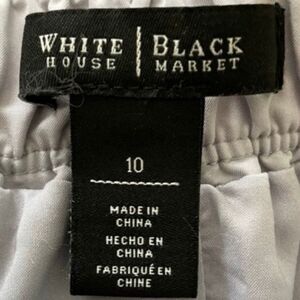 WHITE | BLACK
HOUSE | MARKET
10
MADE IN
CHINA
HECHO EN
CHINA
FABRIQUÉ EN
CHINE